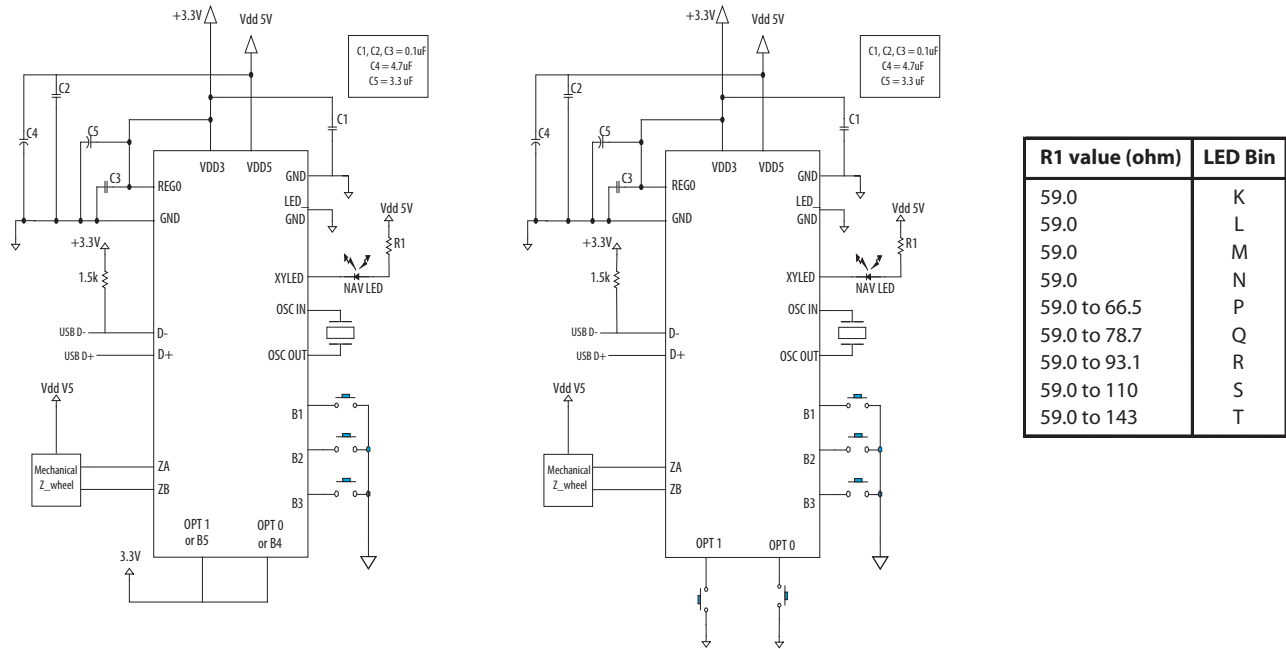 +3.3V
Vdd 5V
C1, C2, C3 = 0.1uF
C4 = 4.7uF
C5 = 3.3 uF
C2
C4
C5
C1
C3
VDD3
VDD5
REG0
GND
GND
LED_
GND
Vdd 5V
R1
+3.3V
1.5k
XYLED
NAV LED
OSC IN
USB D-
D-
USB D+
D+
OSC OUT
Vdd V5
B1
B2
B3
Mechanical
Z_wheel
ZA
ZB
OPT 1
or B5
OPT 0
or B4
3.3V
+3.3V
Vdd 5V
C1, C2, C3 = 0.1uF
C4 = 4.7uF
C5 = 3.3 uF
C2
C4
C5
C1
C3
VDD3
VDD5
REG0
GND
GND
LED_
GND
Vdd 5V
R1
+3.3V
1.5k
XYLED
NAV LED
OSC IN
USB D-
D-
USB D+
D+
OSC OUT
Vdd V5
B1
B2
B3
Mechanical
Z_wheel
ZA
ZB
OPT 1
OPT 0
R1 value (ohm) LED Bin
59.0 K
59.0 L
59.0 M
59.0 N
59.0 to 66.5 P
59.0 to 78.7 Q
59.0 to 93.1 R
59.0 to 110 S
59.0 to 143 T